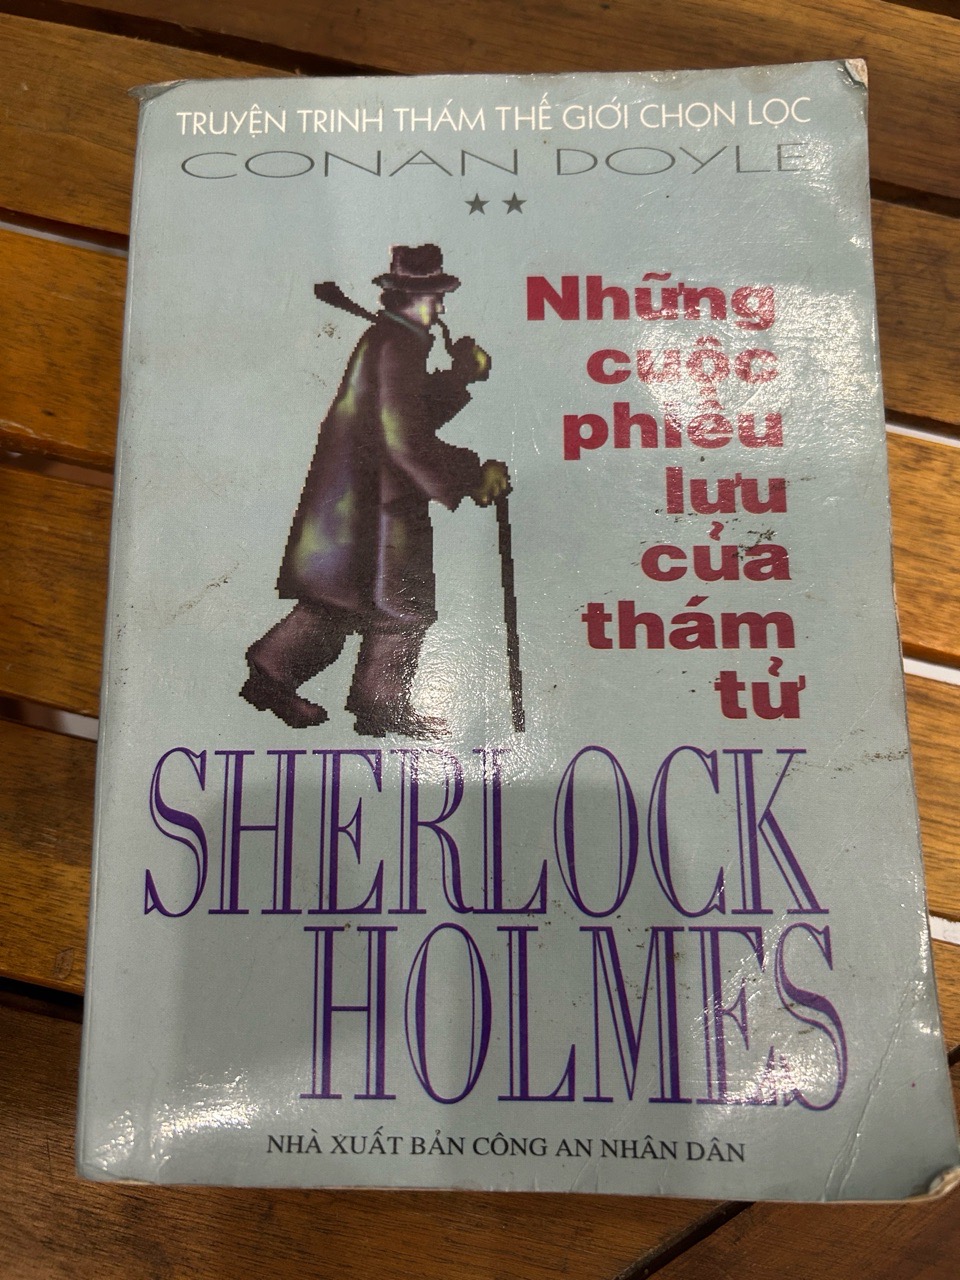 TRUYỆN TRINH THÁM THẾ GIỚI CHỌN LỌC
CONAN DOYLE
★ ★
Những
cuộc
phiêu
lưu
của
thám
tử
SHERLOCK
HOLMES
NHÀ XUẤT BẢN CÔNG AN NHÂN DÂN